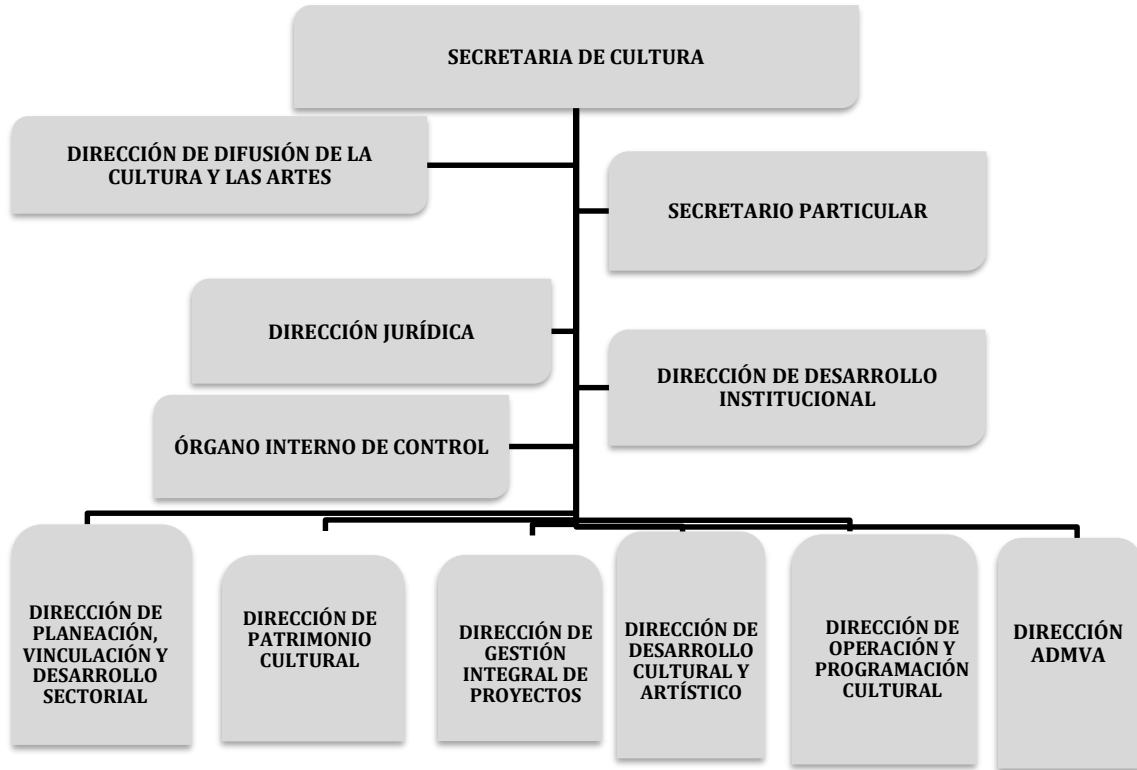 SECRETARIA DE CULTURA
DIRECCIÓN DE DIFUSIÓN DE LA
CULTURA Y LAS ARTES
SECRETARIO PARTICULAR
DIRECCIÓN JURÍDICA
DIRECCIÓN DE DESARROLLO
INSTITUCIONAL
ÓRGANO INTERNO DE CONTROL
DIRECCIÓN DE
PLANEACIÓN,
VINCULACIÓN Y
DESARROLLO
SECTORIAL
DIRECCIÓN DE
PATRIMONIO
CULTURAL
DIRECCIÓN DE
GESTIÓN
INTEGRAL DE
PROYECTOS
DIRECCIÓN DE
DESARROLLO
CULTURAL Y
ARTÍSTICO
DIRECCIÓN DE
OPERACIÓN Y
PROGRAMACIÓN
CULTURAL
DIRECCIÓN
ADMVA